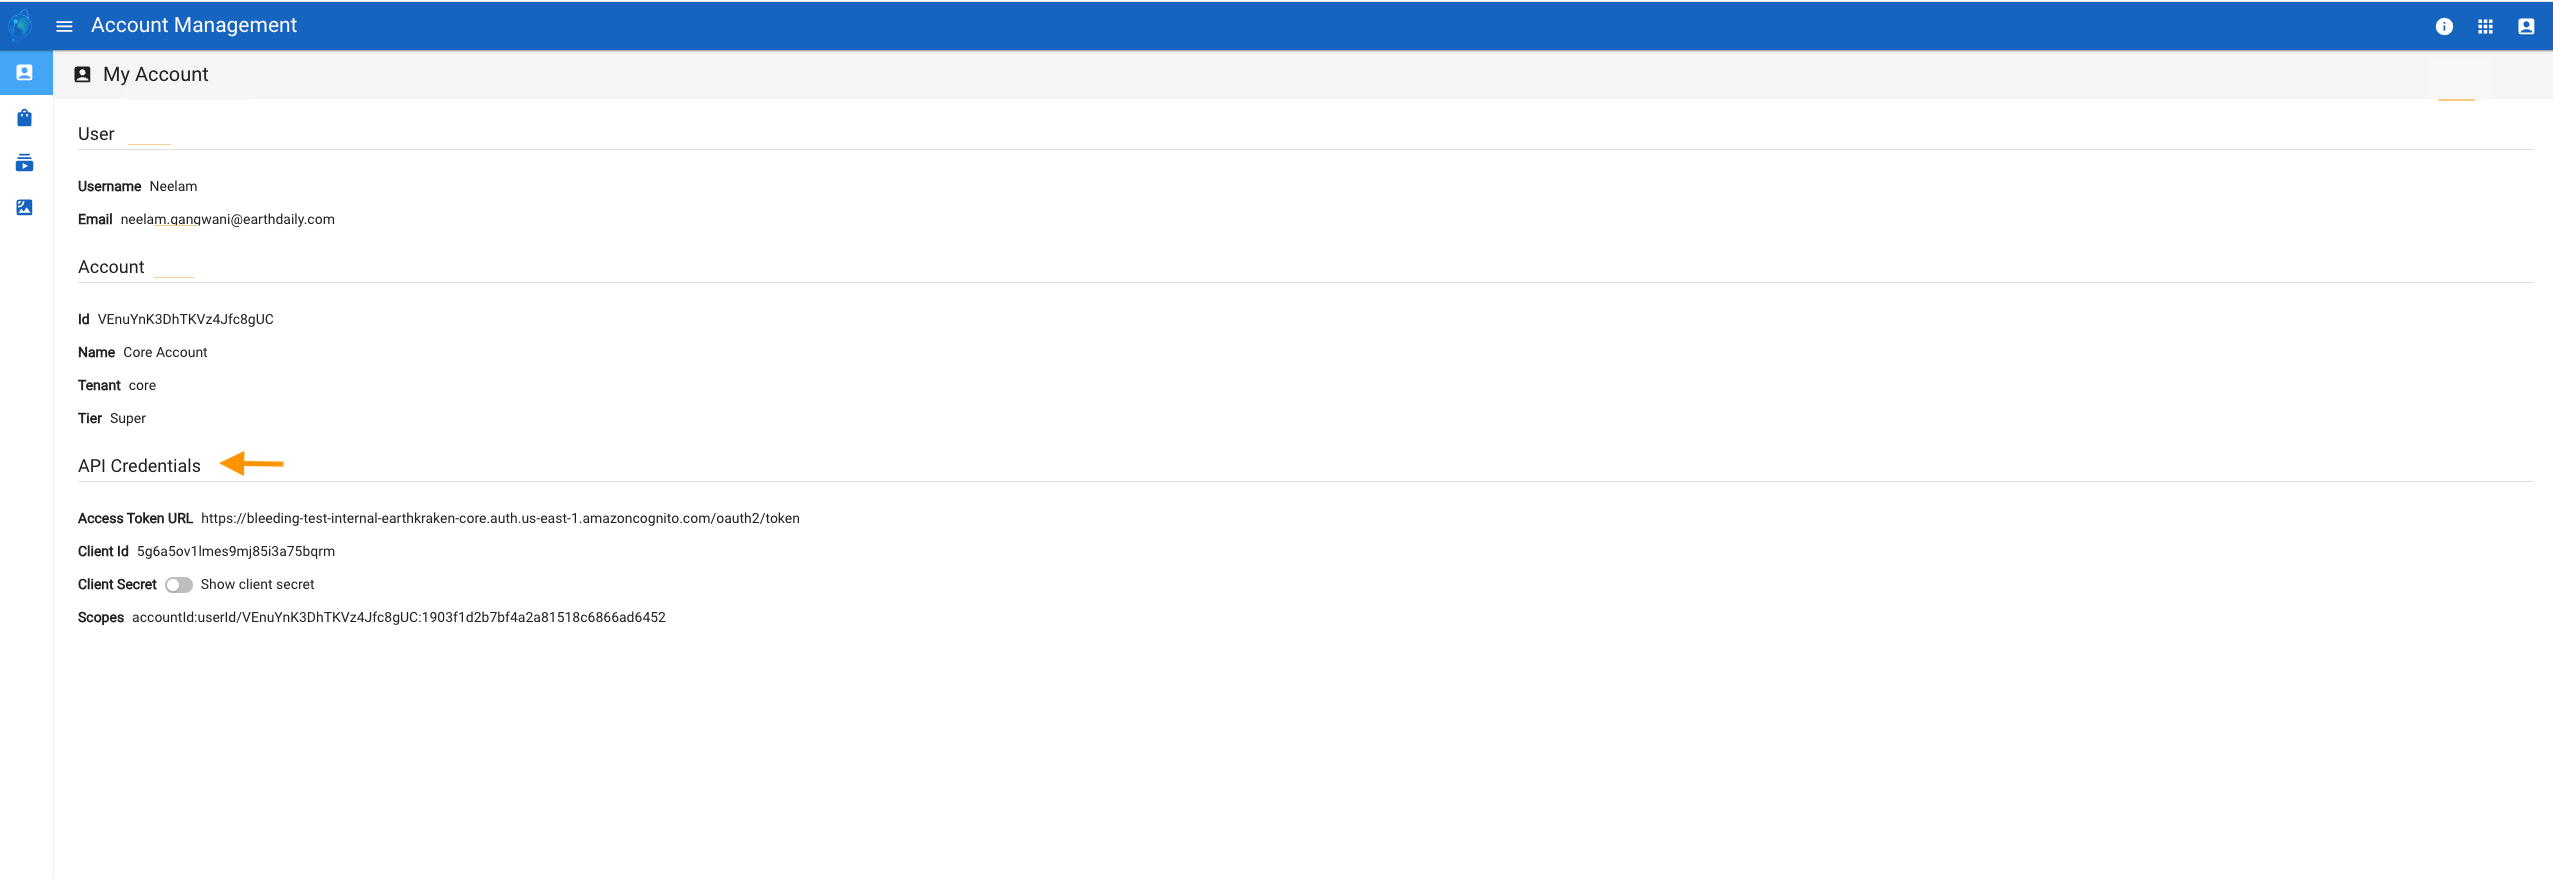 Account Management
My Account
User
Username Neelam
Email neelam.gangwani@earthdaily.com
Account
Id VEnuYnK3DhTKVz4Jfc8gUC
Name Core Account
Tenant core
Tier Super
API Credentials
Access Token URL https://bleeding-test-internal-earthkraken-core.auth.us-east-1.amazoncognito.com/oauth2/token
Client Id 5g6a5ov1lmes9mj85i3a75bqrm
Client Secret Show client secret
Scopes accountId:userId/VEnuYnK3DhTKVz4Jfc8gUC:1903f1d2b7bf4a2a81518c6866ad6452